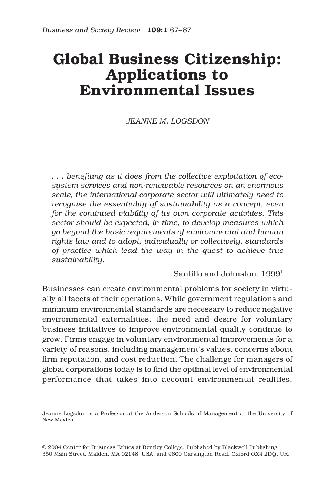 Business and Society Review 109:1 67–87
Global Business Citizenship:
Applications to
Environmental Issues
JEANNE M. LOGSDON
. . . benefiting as it does from the collective exploitation of eco-
system services and non-renewable resources on an enormous
scale, the international corporate sector will ultimately need to
recognise the essentiality of sustainability as a concept, even
for the continued viability of its own corporate activities. This
sector should be expected, in time, to develop measures which
go beyond the basic requirements of environmental and human
rights law and to adopt, individually or collectively, standards
of practice which lead the way in the quest to achieve true
sustainability.
and Johnston 1999
Businesses can create environmental problems for society in virtu-
ally all facets of their operations. While government regulations and
minimum environmental standards are necessary to reduce negative
environmental externalities, the need and desire for voluntary
business initiatives to improve environmental quality continue to
grow. Firms engage in voluntary environmental improvements for a
variety of reasons, including management's values, concerns about
firm reputation, and cost reduction. The challenge for managers of
global corporations today is to find the optimal level of environmental
performance that takes into account environmental realities,
Jeanne Logsdon is a Professor at the Anderson Schools of Management at the University of
New Mexico.
© 2004 Center for Business Ethics at Bentley College. Published by Blackwell Publishing,
350 Main Street, Malden, MA 02148, USA, and 9600 Garsington Road, Oxford OX4 2DQ, UK.